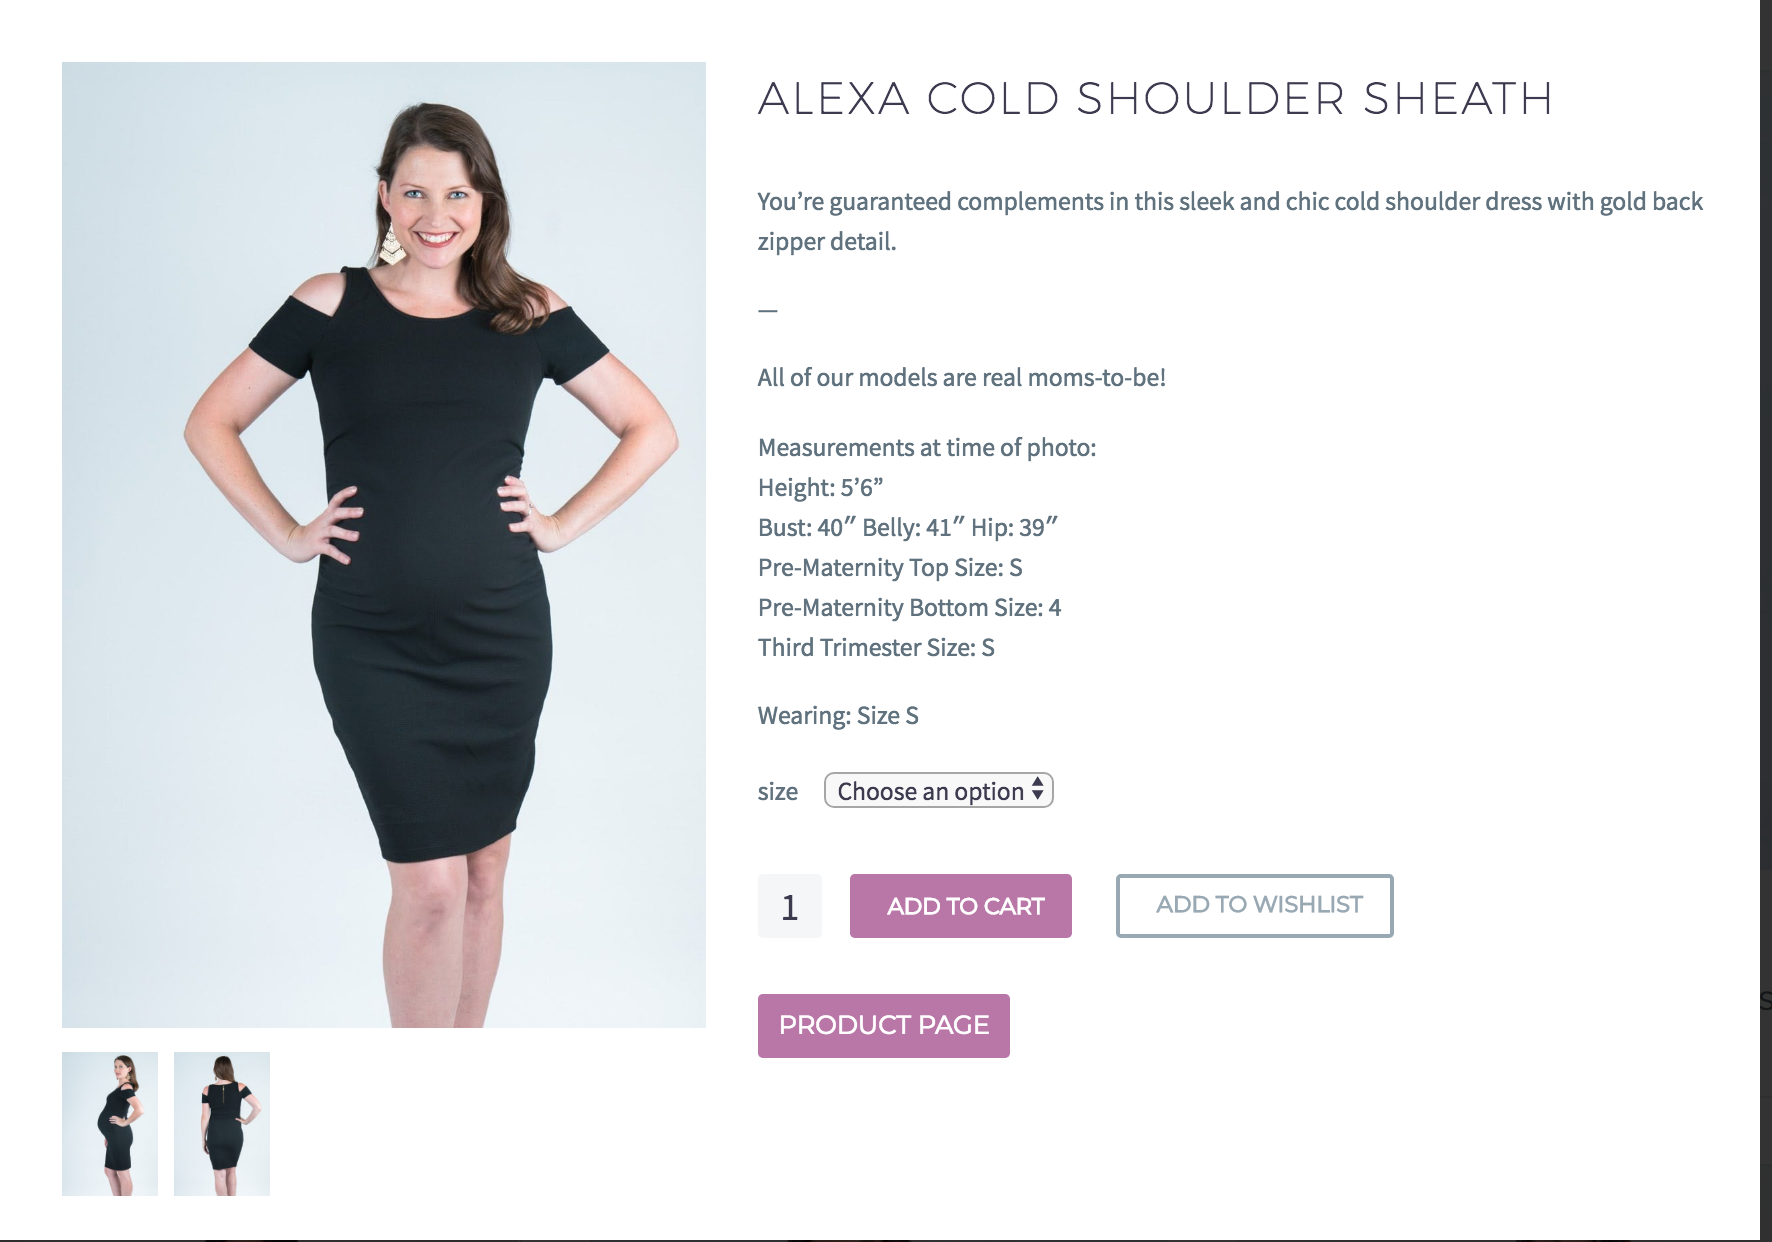 ALEXA COLD SHOULDER SHEATH
You’re guaranteed complements in this sleek and chic cold shoulder dress with gold back
zipper detail.
—
All of our models are real moms-to-be!
Measurements at time of photo:
Height: 5’6”
Bust: 40″ Belly: 41″ Hip: 39″
Pre-Maternity Top Size: S
Pre-Maternity Bottom Size: 4
Third Trimester Size: S
Wearing: Size S
size Choose an option
1 ADD TO CART ADD TO WISHLIST
PRODUCT PAGE